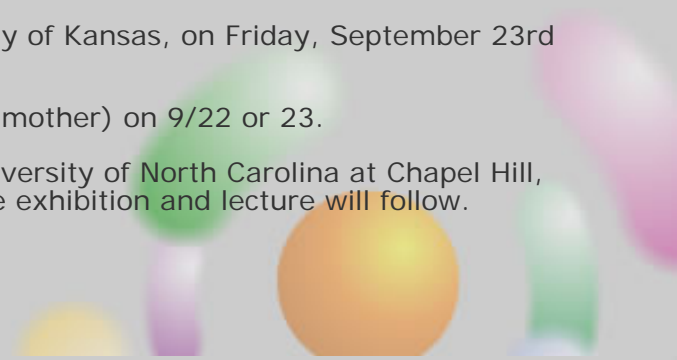 y of Kansas, on Friday, September 23rd
mother) on 9/22 or 23.
versity of North Carolina at Chapel Hill,
e exhibition and lecture will follow.